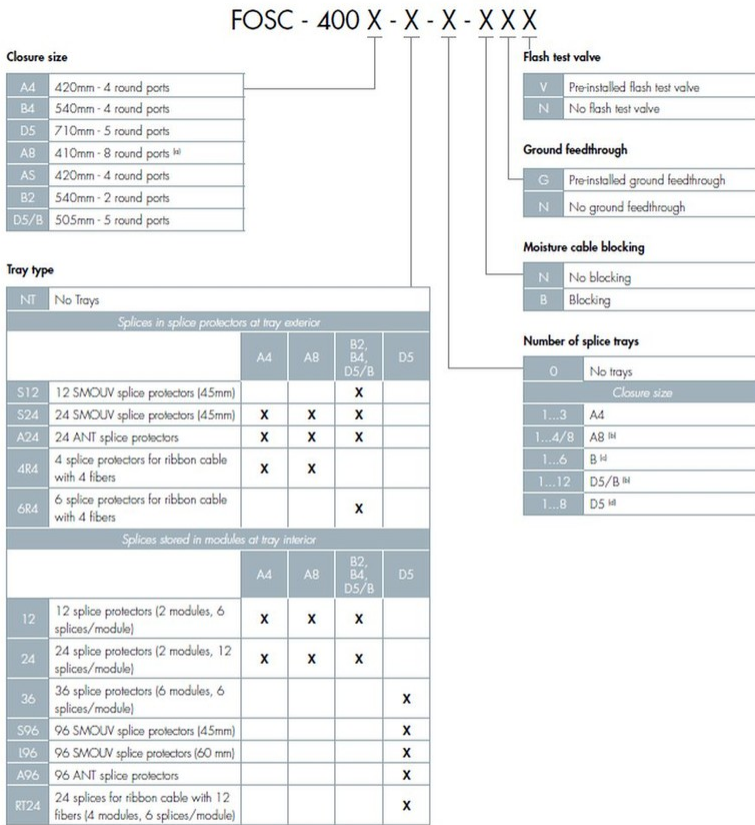 FOSC - 400 X - X - X - X X X
Closure size
A4 420mm - 4 round ports
B4 540mm - 4 round ports
D5 710mm - 5 round ports
A8 410mm - 8 round ports (a)
AS 420mm - 4 round ports
B2 540mm - 2 round ports
D5/B 505mm - 5 round ports
Tray type
NT No Trays
Splices in splice protectors at tray exterior
A4 A8 B2, B4, D5/B D5
S12 12 SMOUV splice protectors (45mm) X
S24 24 SMOUV splice protectors (45mm) X X X
A24 24 ANT splice protectors X X X
4R4 4 splice protectors for ribbon cable
with 4 fibers X X
6R4 6 splice protectors for ribbon cable
with 4 fibers X
Splices stored in modules at tray interior
A4 A8 B2, B4, D5/B D5
12 12 splice protectors (2 modules, 6
splices/module) X X X
24 24 splice protectors (2 modules, 12
splices/module) X X X
36 36 splice protectors (6 modules, 6
splices/module) X
S96 96 SMOUV splice protectors (45mm) X
L96 96 SMOUV splice protectors (60 mm) X
A96 96 ANT splice protectors X
RT24 24 splices for ribbon cable with 12
fibers (4 modules, 6 splices/module) X
Flash test valve
V Pre-installed flash test valve
N No flash test valve
Ground feedthrough
G Pre-installed ground feedthrough
N No ground feedthrough
Moisture cable blocking
N No blocking
B Blocking
Number of splice trays
0 No trays
Closure size
1...3 A4
1...4/8 A8
1...6 B
1...12 D5/B
1...8 D5